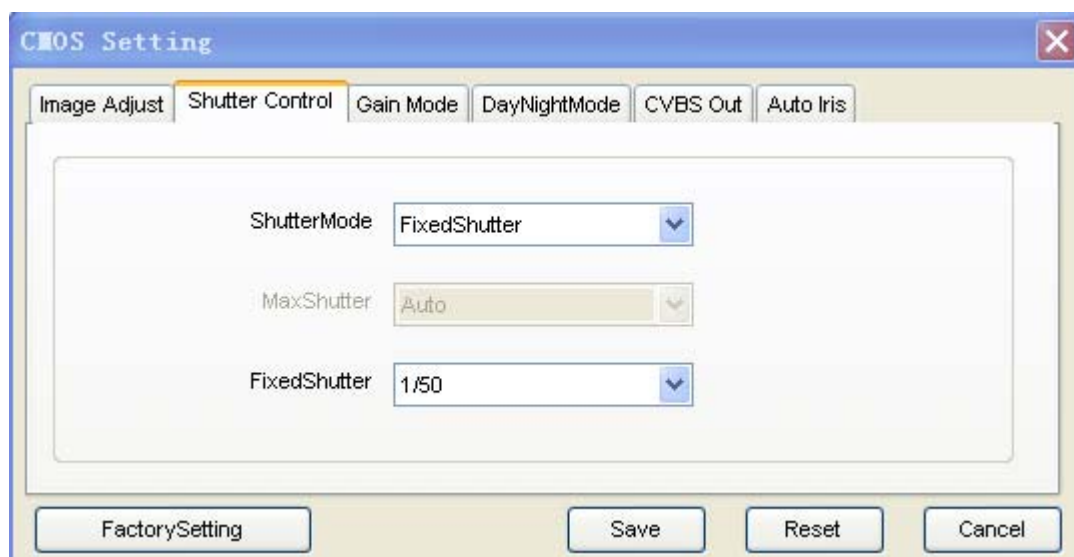 CMOS Setting
Image Adjust Shutter Control Gain Mode DayNightMode CVBS Out Auto Iris
ShutterMode FixedShutter
MaxShutter Auto
FixedShutter 1/50
FactorySetting Save Reset Cancel